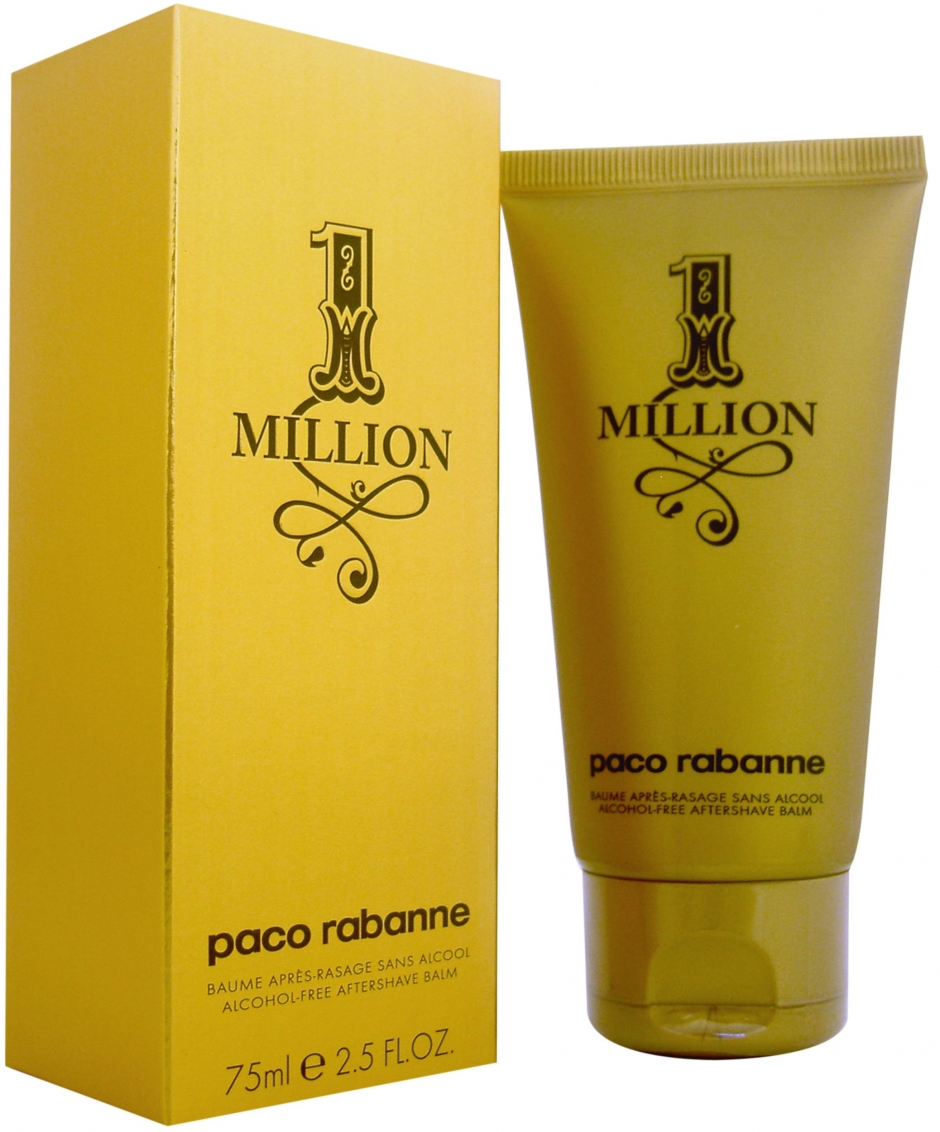 1
MILLION
paco rabanne
BAUME APRÈS-RASAGE SANS ALCOOL
ALCOHOL-FREE AFTERSHAVE BALM
75ml e 2.5 FL.OZ.
1
MILLION
paco rabanne
BAUME APRÈS-RASAGE SANS ALCOOL
ALCOHOL-FREE AFTERSHAVE BALM